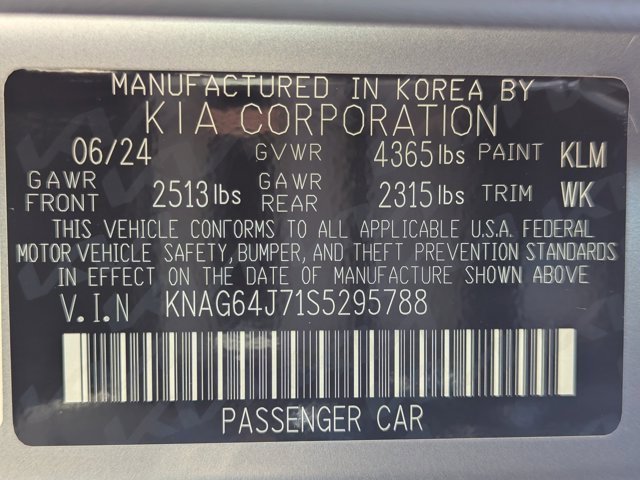 MANUFACTURED IN KOREA BY
KIA CORPORATION
06/24 GVWR 4365 lbs PAINT KLM
GAWR FRONT 2513 lbs GAWR REAR 2315 lbs TRIM WK
THIS VEHICLE CONFORMS TO ALL APPLICABLE U.S.A. FEDERAL
MOTOR VEHICLE SAFETY, BUMPER, AND THEFT PREVENTION STANDARDS
IN EFFECT ON THE DATE OF MANUFACTURE SHOWN ABOVE
V.I.N KNAG64J71S5295788
PASSENGER CAR